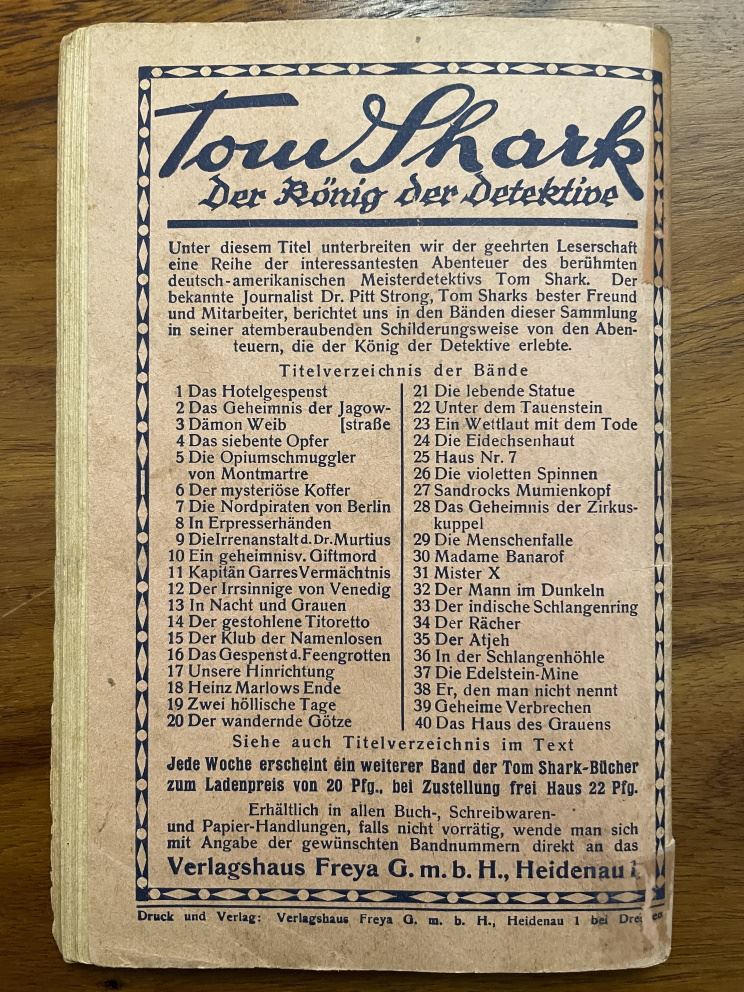 Tom Shark
Der König der Detektive
Unter diesem Titel unterbreiten wir der geehrten Leserschaft
eine Reihe der interessantesten Abenteuer des berühmten
deutsch-amerikanischen Meisterdetektivs Tom Shark. Der
bekannte Journalist Dr. Pitt Strong, Tom Sharks bester Freund
und Mitarbeiter, berichtet uns in den Bänden dieser Sammlung
in seiner atemberaubenden Schilderungsweise von den Aben-
teuern, die der König der Detektive erlebte.
Titelverzeichnis der Bände
1 Das Hotelgespenst
2 Das Geheimnis der Jagow-
3 Dämon Weib [straße
4 Das siebente Opfer
5 Die Opiumschmuggler
von Montmartre
6 Der mysteriöse Koffer
7 Die Nordpiraten von Berlin
8 In Erpresserhänden
9 DieIrrenanstalt d. Dr. Murtius
10 Ein geheimnisv. Giftmord
11 Kapitän Garres Vermächtnis
12 Der Irrsinnige von Venedig
13 In Nacht und Grauen
14 Der gestohlene Titoretto
15 Der Klub der Namenlosen
16 Das Gespenst d. Feengrotten
17 Unsere Hinrichtung
18 Heinz Marlows Ende
19 Zwei höllische Tage
20 Der wandernde Götze
21 Die lebende Statue
22 Unter dem Tauenstein
23 Ein Wettlaut mit dem Tode
24 Die Eidechsenhaut
25 Haus Nr. 7
26 Die violetten Spinnen
27 Sandrocks Mumienkopf
28 Das Geheimnis der Zirkus-
kuppel
29 Die Menschenfalle
30 Madame Banarof
31 Mister X
32 Der Mann im Dunkeln
33 Der indische Schlangenring
34 Der Rächer
35 Der Atjeh
36 In der Schlangenhöhle
37 Die Edelstein-Mine
38 Er, den man nicht nennt
39 Geheime Verbrechen
40 Das Haus des Grauens
Siehe auch Titelverzeichnis im Text
Jede Woche erscheint ein weiterer Band der Tom Shark-Bücher
zum Ladenpreis von 20 Pfg., bei Zustellung frei Haus 22 Pfg.
Erhältlich in allen Buch-, Schreibwaren-
und Papier-Handlungen, falls nicht vorrätig, wende man sich
mit Angabe der gewünschten Bandnummern direkt an das
Verlagshaus Freya G. m. b. H., Heidenau 1.
Druck und Verlag: Verlagshaus Freya G. m. b. H., Heidenau 1 bei